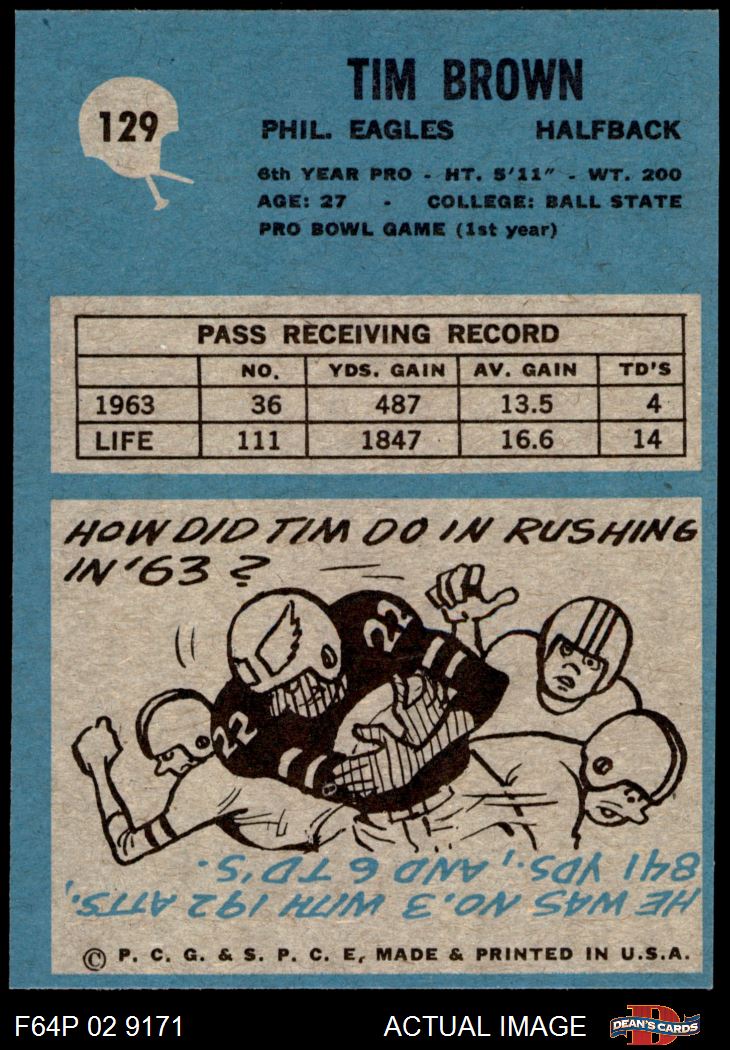 129
TIM BROWN
PHIL. EAGLES HALFBACK
6th YEAR PRO - HT. 5'11" - WT. 200
AGE: 27 - COLLEGE: BALL STATE
PRO BOWL GAME (1st year)
PASS RECEIVING RECORD
NO. YDS. GAIN AV. GAIN TD'S
1963 36 487 13.5 4
LIFE 111 1847 16.6 14
HOW DID TIM DO IN RUSHING
IN '63?
22
22
HE WAS NO. 3 WITH 192 ATTS.,
841 YDS., AND 6 TD'S.
© P. C. G. & S. P. C. E, MADE & PRINTED IN U.S.A.
F64P 02 9171 ACTUAL IMAGE
D
DEAN'S CARDS